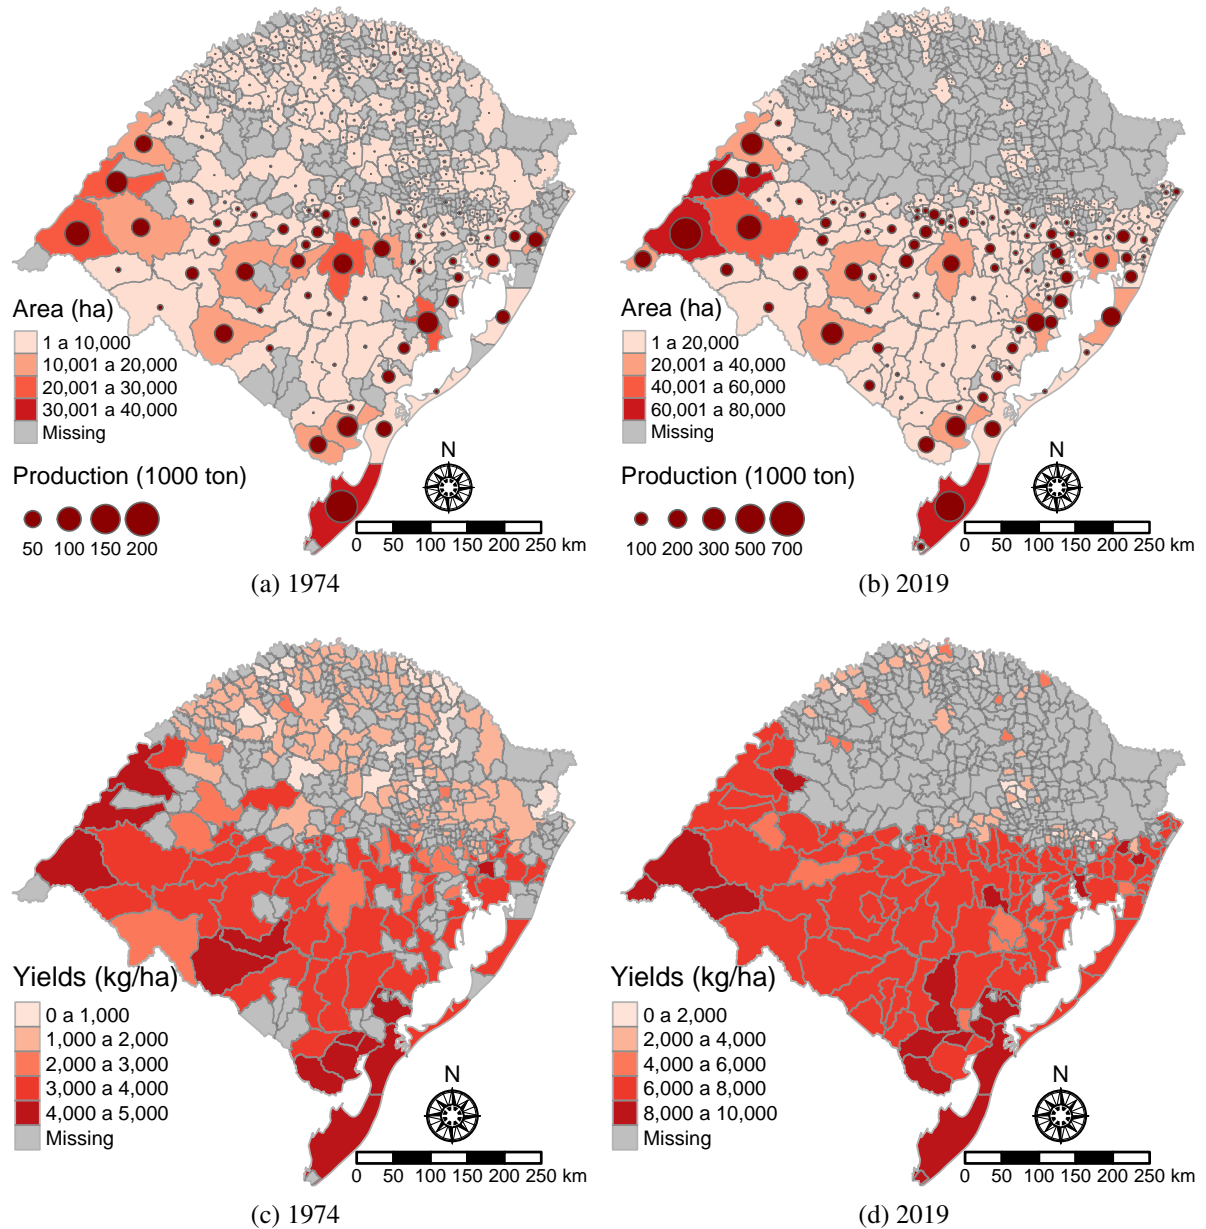 Area (ha)
1 a 10,000
10,001 a 20,000
20,001 a 30,000
30,001 a 40,000
Missing
Production (1000 ton)
50 100 150 200
N
0 50 100 150 200 250 km
(a) 1974
Area (ha)
1 a 20,000
20,001 a 40,000
40,001 a 60,000
60,001 a 80,000
Missing
Production (1000 ton)
100 200 300 500 700
N
0 50 100 150 200 250 km
(b) 2019
Yields (kg/ha)
0 a 1,000
1,000 a 2,000
2,000 a 3,000
3,000 a 4,000
4,000 a 5,000
Missing
N
0 50 100 150 200 250 km
(c) 1974
Yields (kg/ha)
0 a 2,000
2,000 a 4,000
4,000 a 6,000
6,000 a 8,000
8,000 a 10,000
Missing
N
0 50 100 150 200 250 km
(d) 2019